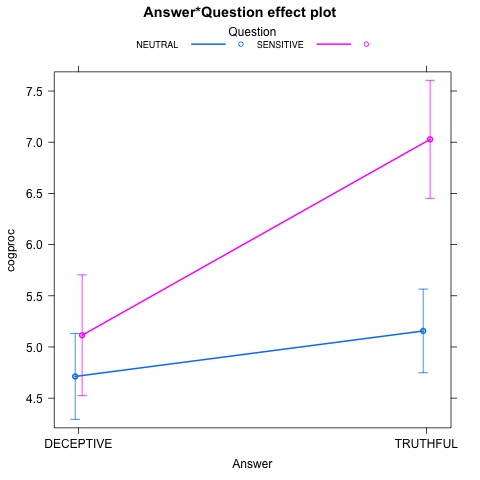 Answer*Question effect plot
Question
NEUTRAL SENSITIVE
7.5
7.0
6.5
6.0
5.5
5.0
4.5
cogproc
DECEPTIVE TRUTHFUL
Answer